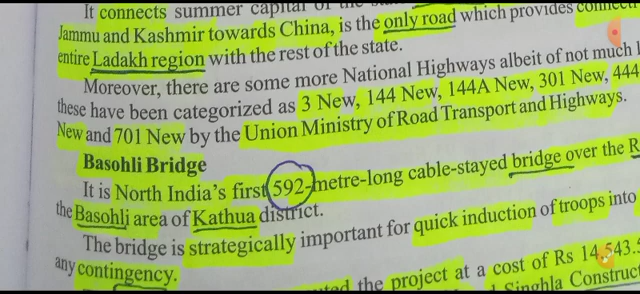 It connects summer capital of the
Jammu and Kashmir towards China, is the only road which provides
entire Ladakh region with the rest of the state.
Moreover, there are some more National Highways albeit of not much
these have been categorized as 3 New, 144 New, 144A New, 301 New, 444
New and 701 New by the Union Ministry of Road Transport and Highways.
Basohli Bridge
It is North India's first 592-metre-long cable-stayed bridge over the R
the Basohli area of Kathua district.
The bridge is strategically important for quick induction of troops into
any contingency.
the project at a cost of Rs 14,543.
Singhla Construct